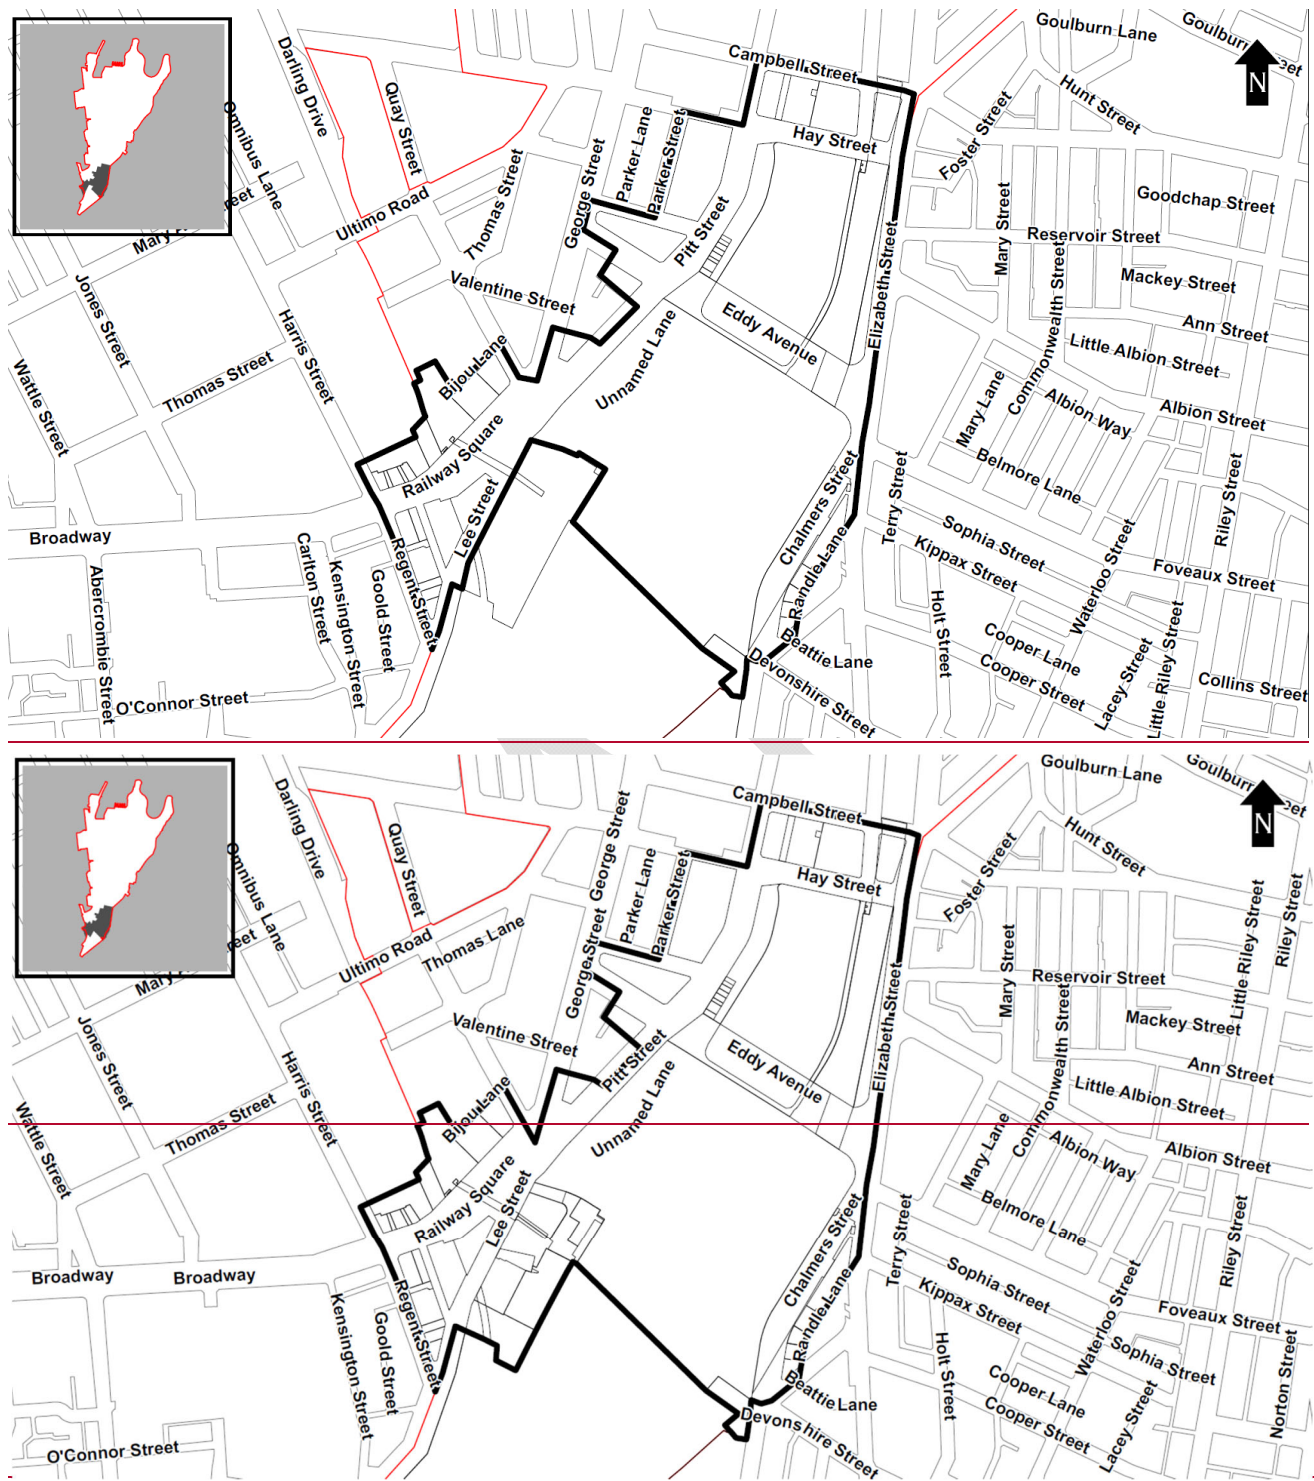 Goulburn Lane
Goulburn
eet
N
Darling Drive
Quay Street
Campbell Street
Hunt Street
Foster Street
Hay Street
Omnibus Lane
Parker Lane
Parker Street
Thomas Street
George Street
Goodchap Street
Mary Street
reet
Ultimo Road
Pitt Street
Reservoir Street
Mary
Jones Street
Valentine Street
Elizabeth Street
Commonwealth Street
Mackey Street
Harris Street
Eddy Avenue
Ann Street
Little Albion Street
Unnamed Lane
Bijou Lane
Wattle Street
Thomas Street
Mary Lane
Albion Way
Albion Street
Railway Square
Belmore Lane
Lee Street
Chalmers Street
Terry Street
Riley Street
Broadway
Sophia Street
Kippax Street
Waterloo Street
Foveaux Street
Abercrombie Street
Carlton Street
Kensington Street
Goold Street
Regent Street
Randle Lane
Holt Street
Beattie Lane
Cooper Lane
Cooper Street
Lacey Street
Little Riley Street
Collins Street
Devonshire Street
O'Connor Street
Goulburn Lane
Goulburn
eet
N
Darling Drive
Quay Street
George Street
Campbell Street
Hunt Street
Foster Street
Hay Street
Omnibus Lane
Parker Lane
Parker Street
Little Riley Street
Riley Street
Thomas Lane
George Street
Mary Street
eet
Ultimo Road
Reservoir Street
Mary
Jones Street
Valentine Street
Pitt Street
Elizabeth Street
Commonwealth Street
Mackey Street
Harris Street
Eddy Avenue
Ann Street
Little Albion Street
Unnamed Lane
Bijou Lane
Wattle Street
Thomas Street
Mary Lane
Albion Way
Albion Street
Railway Square
Lee Street
Belmore Lane
Chalmers Street
Terry Street
Riley Street
Broadway
Broadway
Sophia Street
Kippax Street
Waterloo Street
Foveaux Street
Sophia Street
Kensington Street
Goold Street
Regent Street
Randle Lane
Holt Street
Norton Street
Beattie Lane
Cooper Lane
Cooper Street
Lacey Street
Devonshire Street
O'Connor Street